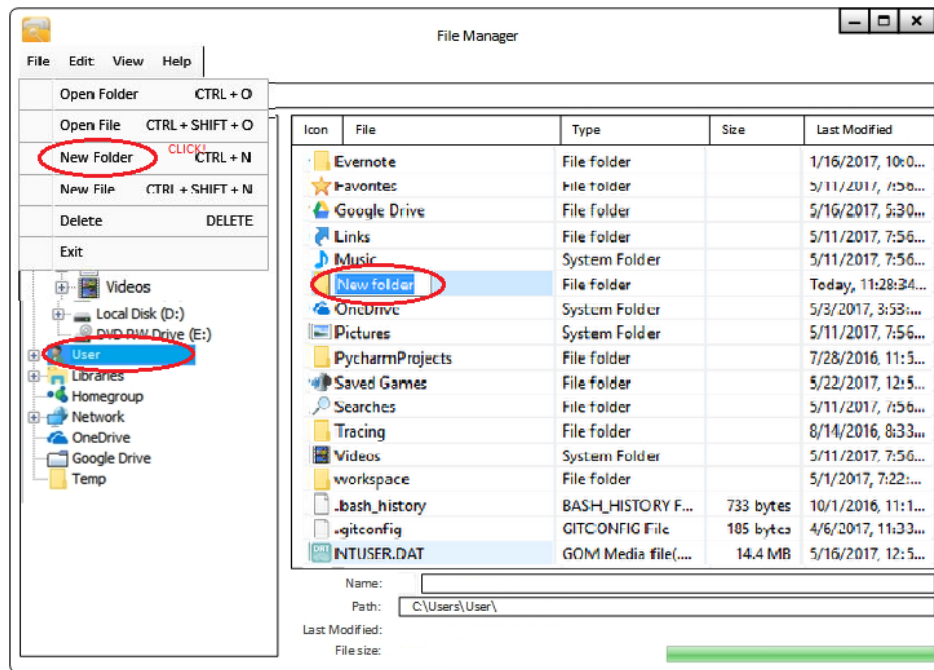 File Manager
File Edit View Help
Open Folder CTRL + O
Open File CTRL + SHIFT + O
New Folder CLICK! CTRL + N
New File CTRL + SHIFT + N
Delete DELETE
Exit
Videos
Local Disk (D:)
DVD RW Drive (E:)
User
Libraries
Homegroup
Network
OneDrive
Google Drive
Temp
Icon File Type Size Last Modified
Evernote File folder 1/16/2017, 10:0...
Favorites File folder 5/11/2017, 7:56...
Google Drive File folder 5/16/2017, 5:30...
Links File folder 5/11/2017, 7:56...
Music System Folder 5/11/2017, 7:56...
New folder File folder Today, 11:28:34...
OneDrive System Folder 5/3/2017, 3:53:...
Pictures System Folder 5/11/2017, 7:56...
PycharmProjects File folder 7/28/2016, 11:5...
Saved Games File folder 5/22/2017, 12:5...
Searches File folder 5/11/2017, 7:56...
Tracing File folder 8/14/2016, 8:33...
Videos System Folder 5/11/2017, 7:56...
workspace File folder 5/1/2017, 7:22:...
.bash_history BASH_HISTORY F... 733 bytes 10/1/2016, 11:1...
.gitconfig GITCONFIG File 185 bytes 4/6/2017, 11:33...
NTUSER.DAT GOM Media file(.... 14.4 MB 5/16/2017, 12:5...
Name:
Path: C:\Users\User\
Last Modified:
File size: